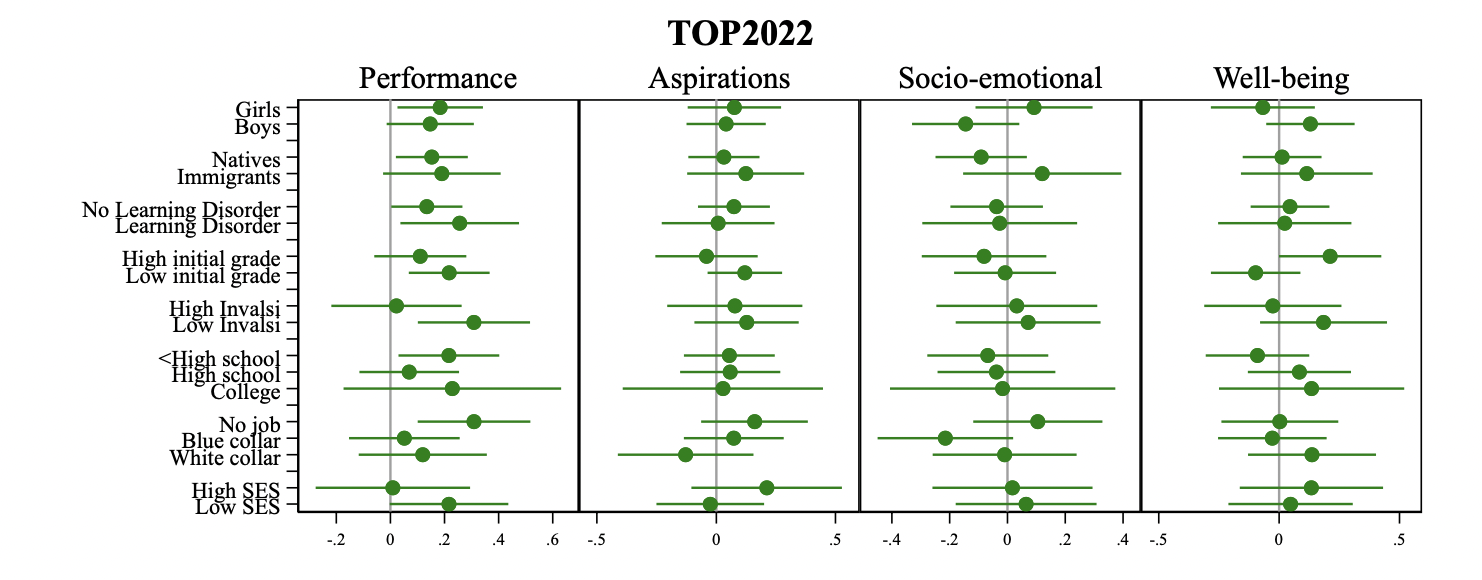 TOP2022
Performance Aspirations Socio-emotional Well-being
Girls
Boys
Natives
Immigrants
No Learning Disorder
Learning Disorder
High initial grade
Low initial grade
High Invalsi
Low Invalsi
<High school
High school
College
No job
Blue collar
White collar
High SES
Low SES
-.2 0 .2 .4 .6 -.5 0 .5 -.4 -.2 0 .2 .4 -.5 0 .5